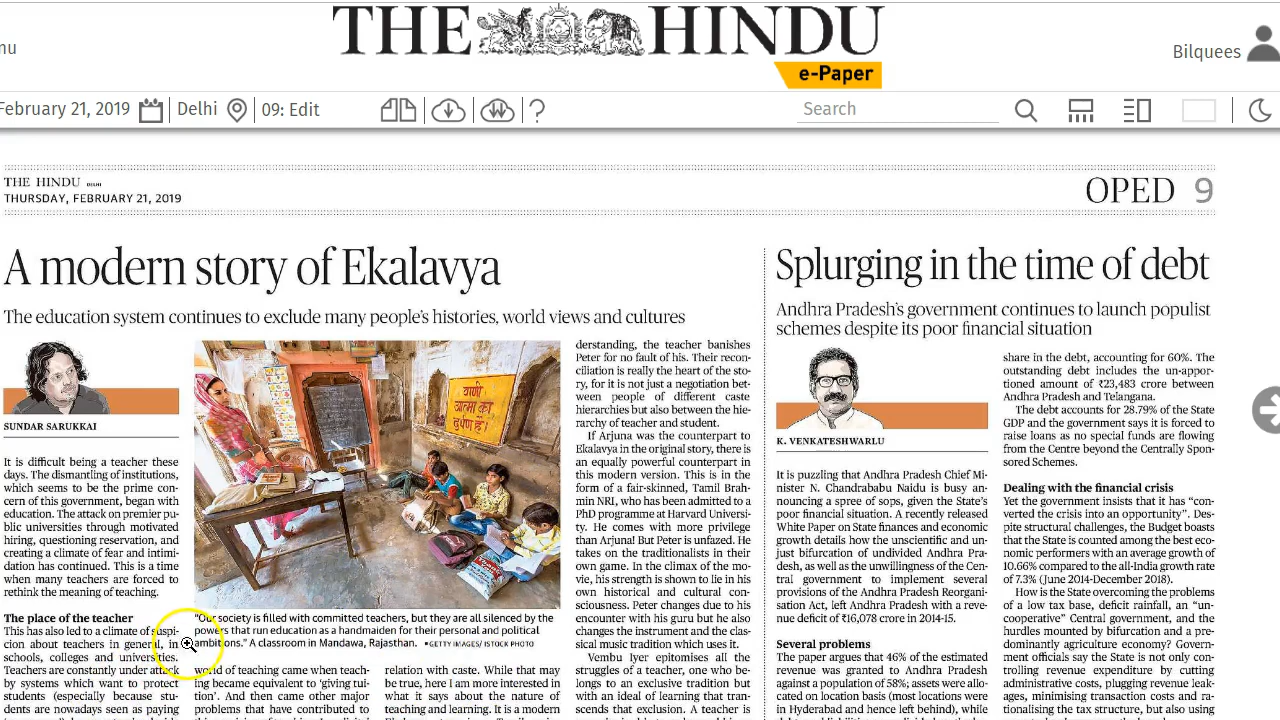 THE HINDU
e-Paper
nu
Bilquees
February 21, 2019
Delhi
09: Edit
?
Search
THE HINDU DELHI
THURSDAY, FEBRUARY 21, 2019
OPED 9
A modern story of Ekalavya
The education system continues to exclude many people's histories, world views and cultures
SUNDAR SARUKKAI
It is difficult being a teacher these
days. The dismantling of institutions,
which seems to be the prime con-
cern of this government, began with
education. The attack on premier pu-
blic universities through motivated
hiring, questioning reservation, and
creating a climate of fear and intimi-
dation has continued. This is a time
when many teachers are forced to
rethink the meaning of teaching.
The place of the teacher
This has also led to a climate of suspi-
cion about teachers in general, in
schools, colleges and universities.
Teachers are constantly under attack
by systems which want to protect
students (especially because stu-
dents are nowadays seen as paying
वाणी
आत्मा का
दर्पण है।
"Our society is filled with committed teachers, but they are all silenced by the
powers that run education as a handmaiden for their personal and political
ambitions." A classroom in Mandawa, Rajasthan. •GETTY IMAGES/ ISTOCK PHOTO
of teaching came when teach-
ing became equivalent to 'giving tui-
tion'. And then came other major
problems that have contributed to
relation with caste. While that may
be true, here I am more interested in
what it says about the nature of
teaching and learning. It is a modern
derstanding, the teacher banishes
Peter for no fault of his. Their recon-
ciliation is really the heart of the sto-
ry, for it is not just a negotiation bet-
ween people of different caste
hierarchies but also between the hie-
rarchy of teacher and student.
If Arjuna was the counterpart to
Ekalavya in the original story, there is
an equally powerful counterpart in
this modern version. This is in the
form of a fair-skinned, Tamil Brah-
min NRI, who has been admitted to a
PhD programme at Harvard Universi-
ty. He comes with more privilege
than Arjuna! But Peter is unfazed. He
takes on the traditionalists in their
own game. In the climax of the mo-
vie, his strength is shown to lie in his
own historical and cultural con-
sciousness. Peter changes due to his
encounter with his guru but he also
changes the instrument and the clas-
sical music tradition which uses it.
Vembu Iyer epitomises all the
struggles of a teacher, one who be-
longs to an exclusive tradition but
with an ideal of learning that tran-
scends that exclusion. A teacher is
Splurging in the time of debt
Andhra Pradesh's government continues to launch populist
schemes despite its poor financial situation
K. VENKATESHWARLU
It is puzzling that Andhra Pradesh Chief Mi-
nister N. Chandrababu Naidu is busy an-
nouncing a spree of sops, given the State's
poor financial situation. A recently released
White Paper on State finances and economic
growth details how the unscientific and un-
just bifurcation of undivided Andhra Pra-
desh, as well as the unwillingness of the Cen-
tral government to implement several
provisions of the Andhra Pradesh Reorgani-
sation Act, left Andhra Pradesh with a reve-
nue deficit of ₹16,078 crore in 2014-15.
Several problems
The paper argues that 46% of the estimated
revenue was granted to Andhra Pradesh
against a population of 58%; assets were allo-
cated on location basis (most locations were
in Hyderabad and hence left behind), while
share in the debt, accounting for 60%. The
outstanding debt includes the un-appor-
tioned amount of ₹23,483 crore between
Andhra Pradesh and Telangana.
The debt accounts for 28.79% of the State
GDP and the government says it is forced to
raise loans as no special funds are flowing
from the Centre beyond the Centrally Spon-
sored Schemes.
Dealing with the financial crisis
Yet the government insists that it has "con-
verted the crisis into an opportunity". Des-
pite structural challenges, the Budget boasts
that the State is counted among the best eco-
nomic performers with an average growth of
10.66% compared to the all-India growth rate
of 7.3% (June 2014-December 2018).
How is the State overcoming the problems
of a low tax base, deficit rainfall, an "un-
cooperative" Central government, and the
hurdles mounted by bifurcation and a pre-
dominantly agriculture economy? Govern-
ment officials say the State is not only con-
trolling revenue expenditure by cutting
administrative costs, plugging revenue leak-
ages, minimising transaction costs and ra-
tionalising the tax structure, but also using